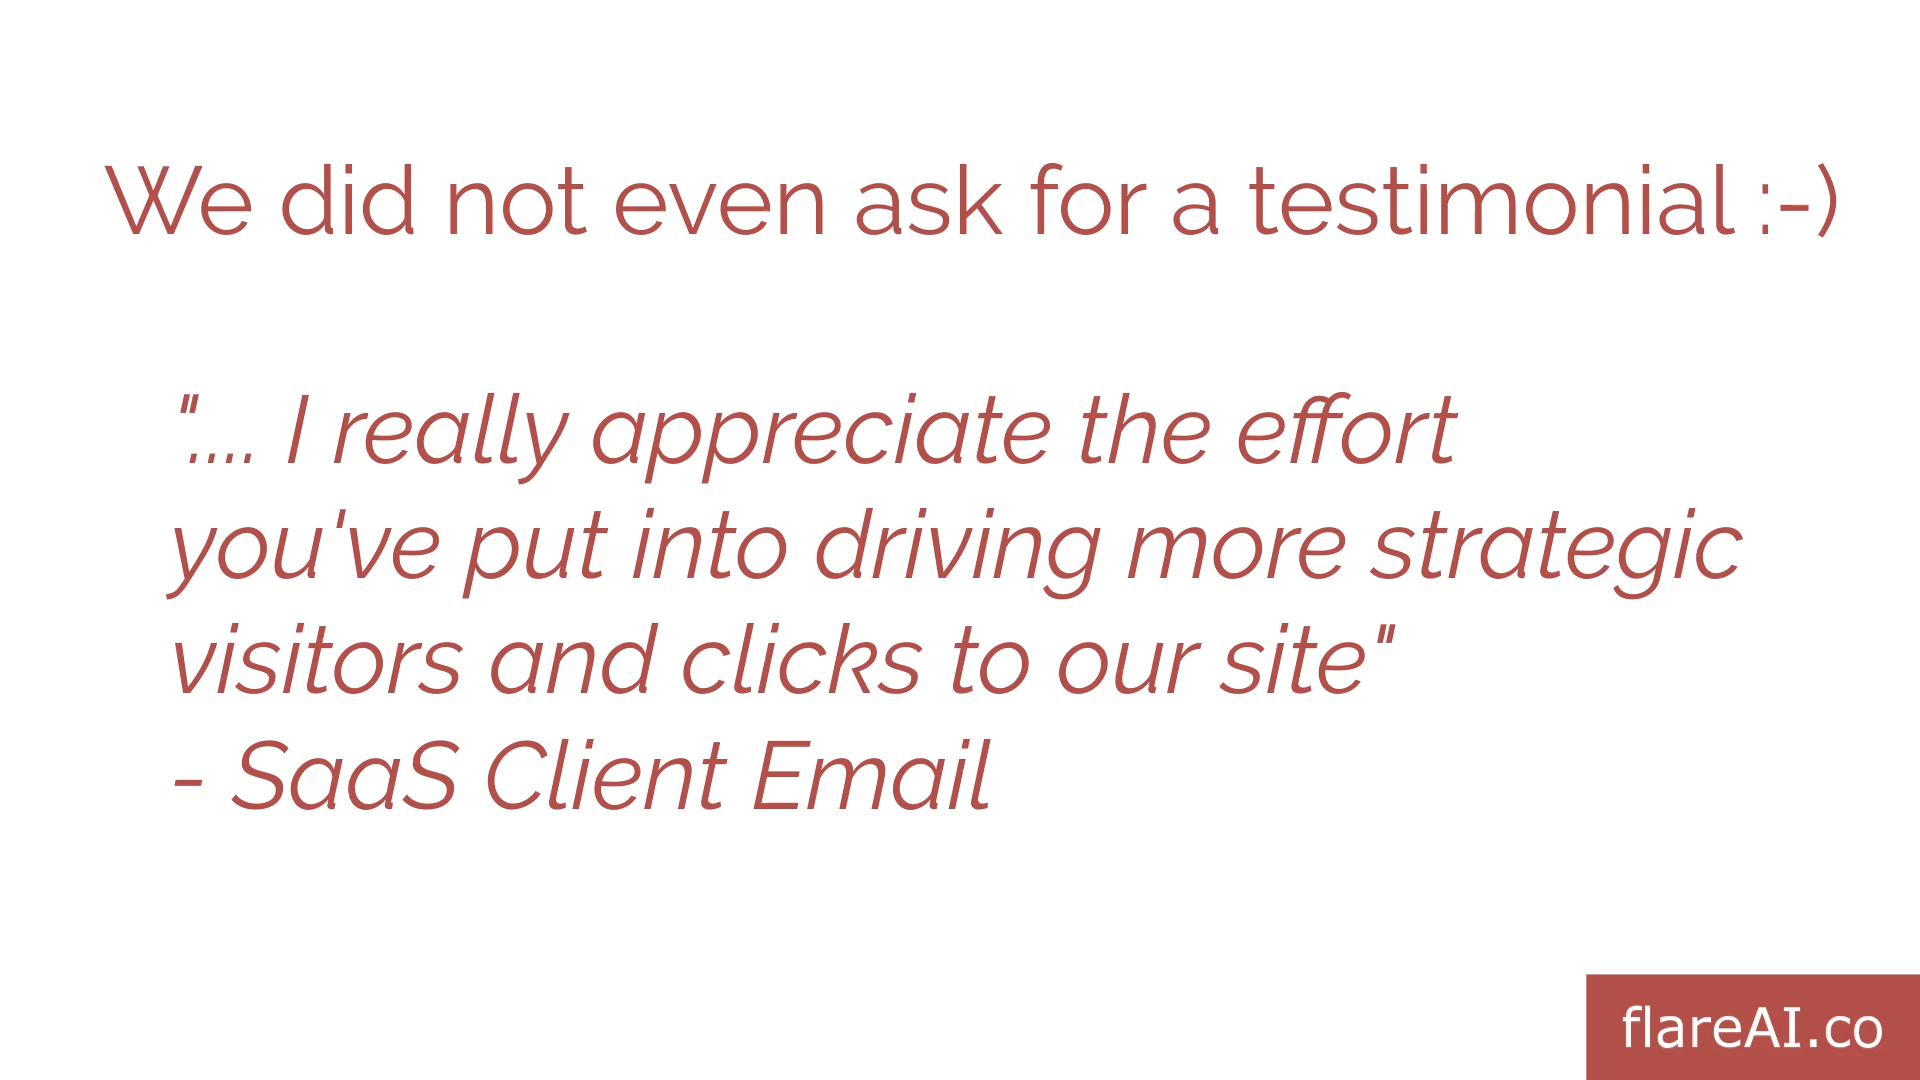 We did not even ask for a testimonial :-)
".... I really appreciate the effort
you've put into driving more strategic
visitors and clicks to our site"
- SaaS Client Email
flareAI.co